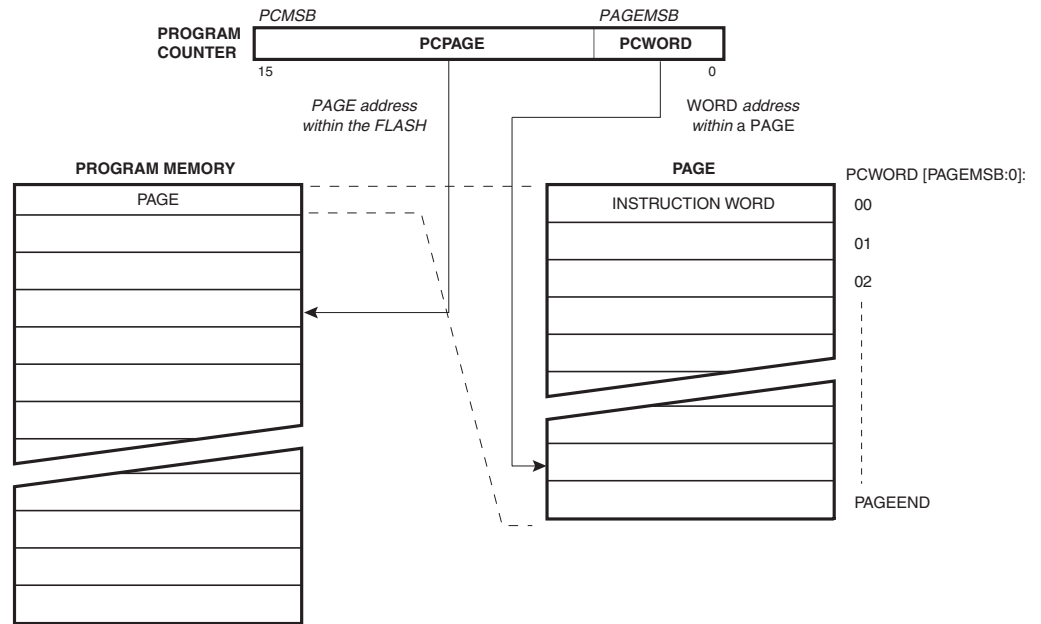 PCMSB PAGEMSB
PROGRAM
COUNTER
PCPAGE PCWORD
15 0
PAGE address
within the FLASH
WORD address
within a PAGE
PROGRAM MEMORY
PAGE
PAGE
INSTRUCTION WORD
PCWORD [PAGEMSB:0]:
00
01
02
PAGEEND